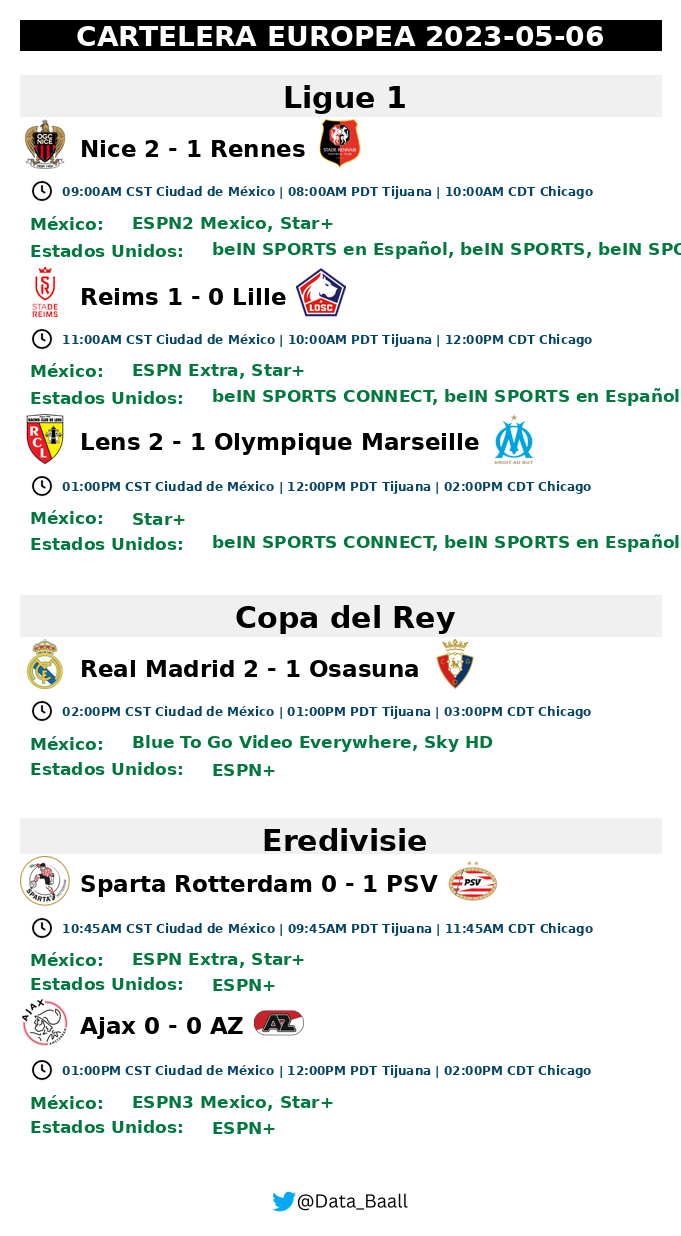 CARTELERA EUROPEA 2023-05-06
Ligue 1
OGC
NICE
Nice 2 - 1 Rennes
STADE RENNAIS
09:00AM CST Ciudad de México | 08:00AM PDT Tijuana | 10:00AM CDT Chicago
México: ESPN2 Mexico, Star+
Estados Unidos: beIN SPORTS en Español, beIN SPORTS, beIN SPO
STADE
REIMS
Reims 1 - 0 Lille
LOSC
11:00AM CST Ciudad de México | 10:00AM PDT Tijuana | 12:00PM CDT Chicago
México: ESPN Extra, Star+
Estados Unidos: beIN SPORTS CONNECT, beIN SPORTS en Español
RACING CLUB DE LENS
RCL
Lens 2 - 1 Olympique Marseille
DROIT AU BUT
01:00PM CST Ciudad de México | 12:00PM PDT Tijuana | 02:00PM CDT Chicago
México: Star+
Estados Unidos: beIN SPORTS CONNECT, beIN SPORTS en Español
Copa del Rey
Real Madrid 2 - 1 Osasuna
02:00PM CST Ciudad de México | 01:00PM PDT Tijuana | 03:00PM CDT Chicago
México: Blue To Go Video Everywhere, Sky HD
Estados Unidos: ESPN+
Eredivisie
SPARTA
Sparta Rotterdam 0 - 1 PSV
PSV
10:45AM CST Ciudad de México | 09:45AM PDT Tijuana | 11:45AM CDT Chicago
México: ESPN Extra, Star+
Estados Unidos: ESPN+
AJAX
Ajax 0 - 0 AZ
AZ
01:00PM CST Ciudad de México | 12:00PM PDT Tijuana | 02:00PM CDT Chicago
México: ESPN3 Mexico, Star+
Estados Unidos: ESPN+
@Data_Baall